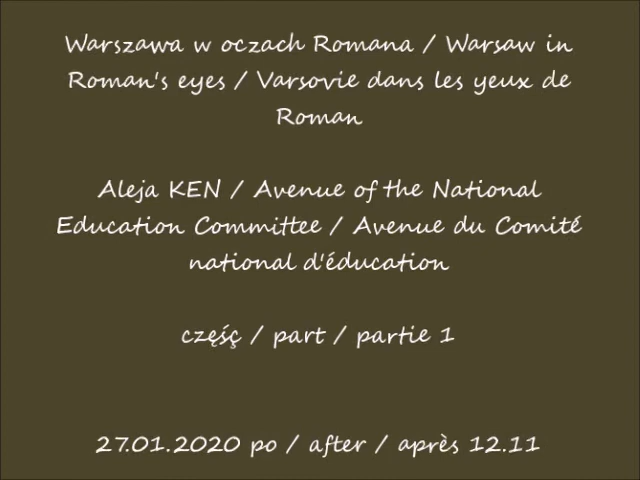 Warszawa w oczach Romana / Warsaw in
Roman's eyes / Varsovie dans les yeux de
Roman
Aleja KEN / Avenue of the National
Education Committee / Avenue du Comité
national d'éducation
częśç / part / partie 1
27.01.2020 po / after / après 12.11